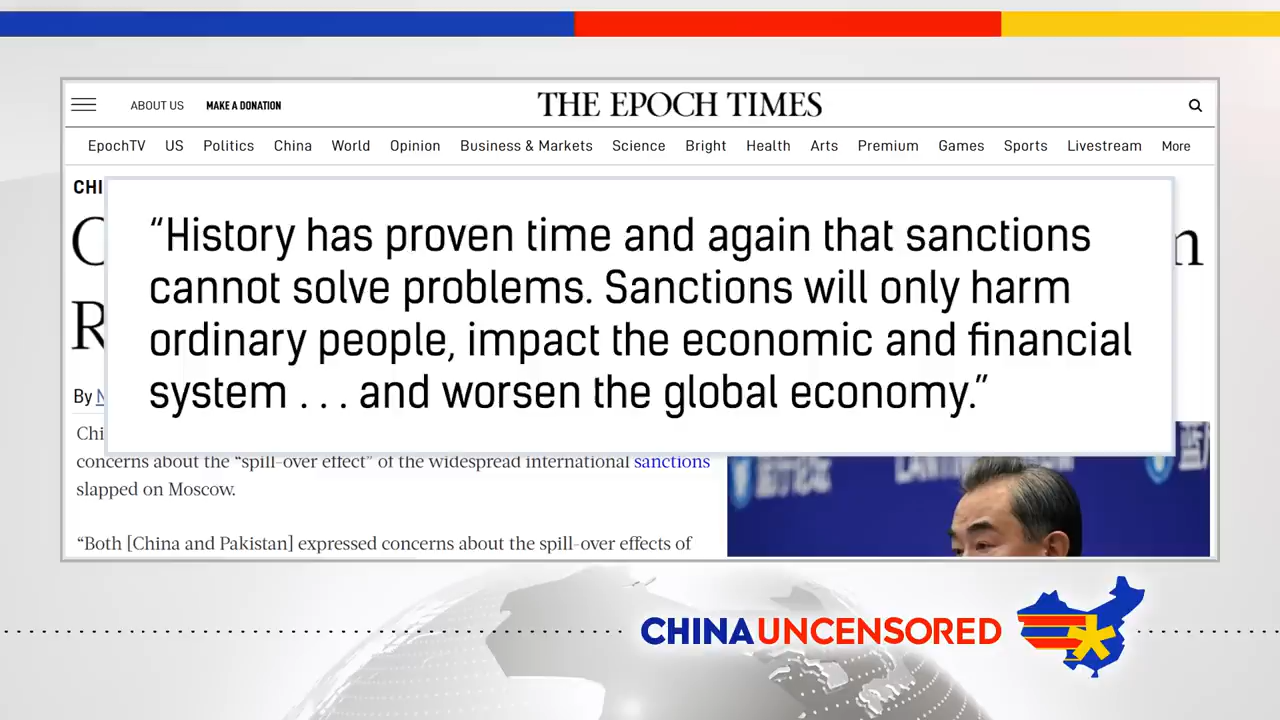 ABOUT US
MAKE A DONATION
THE EPOCH TIMES
EpochTV US Politics China World Opinion Business & Markets Science Bright Health Arts Premium Games Sports Livestream More
CHI
“History has proven time and again that sanctions
cannot solve problems. Sanctions will only harm
ordinary people, impact the economic and financial
system . . . and worsen the global economy.”
By
Chi
concerns about the “spill-over effect” of the widespread international sanctions
slapped on Moscow.
“Both [China and Pakistan] expressed concerns about the spill-over effects of
CHINA UNCENSORED